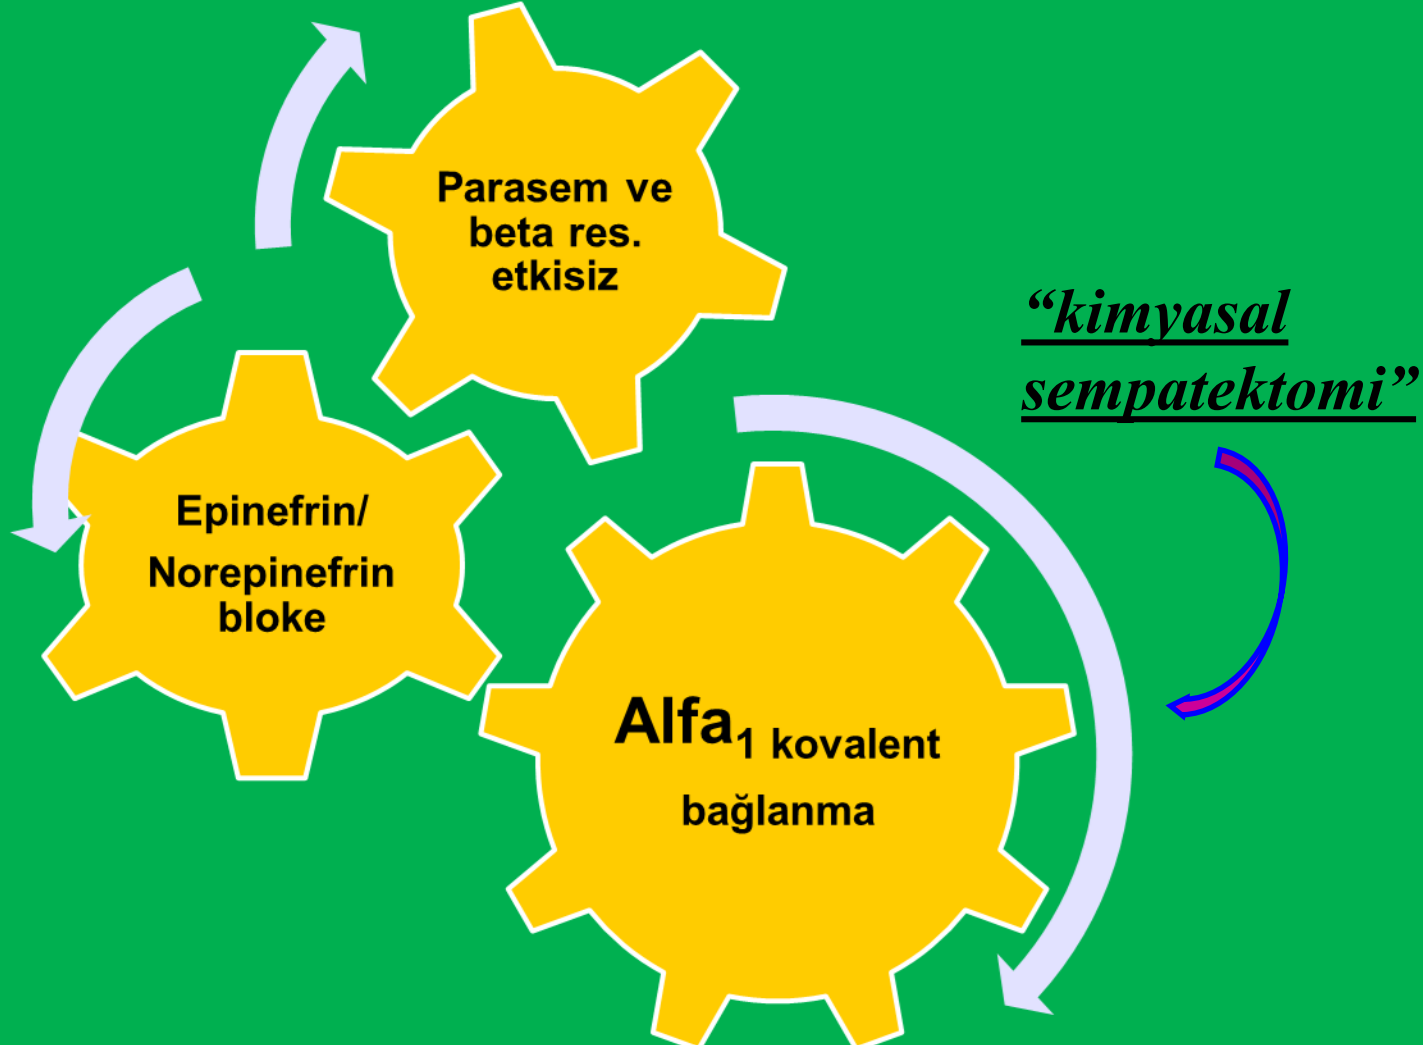 Parasem ve
beta res.
etkisiz
“kimyasal
sempatektomi”
Epinefrin/
Norepinefrin
bloke
Alfa1 kovalent
bağlanma